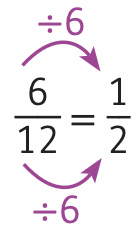 ÷6
6/12 = 1/2
÷6